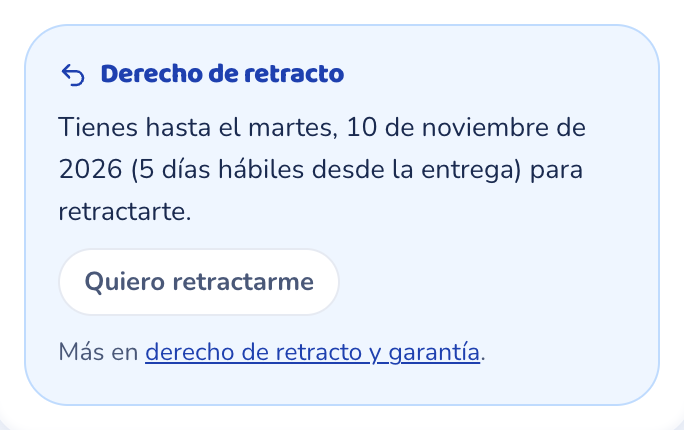 Derecho de retracto
Tienes hasta el martes, 10 de noviembre de
2026 (5 días hábiles desde la entrega) para
retractarte.
Quiero retractarme
Más en derecho de retracto y garantía.